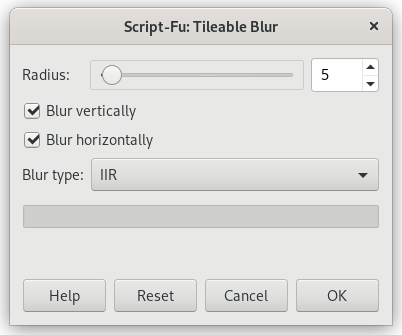 Script-Fu: Tileable Blur
Radius: 5
Blur vertically
Blur horizontally
Blur type: IIR
Help Reset Cancel OK